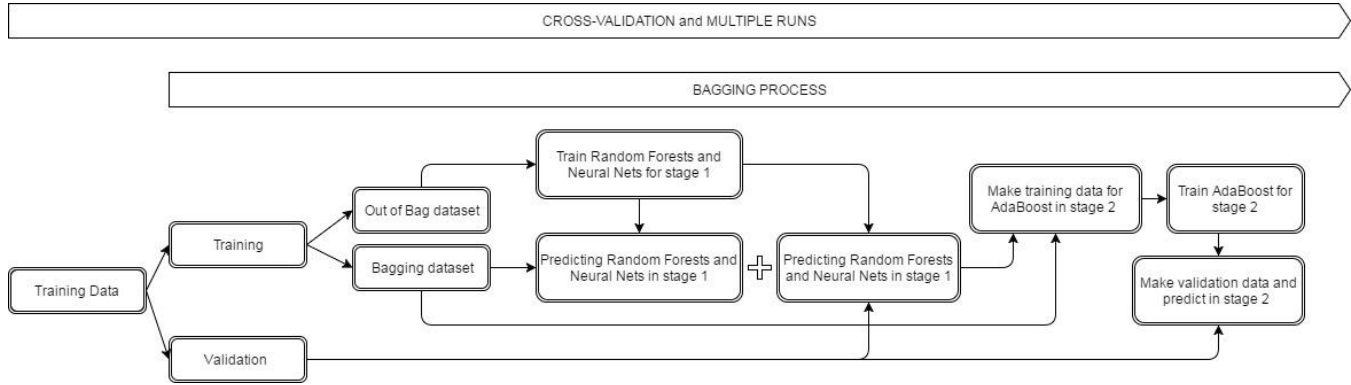 CROSS-VALIDATION and MULTIPLE RUNS
BAGGING PROCESS
Train Random Forests and
Neural Nets for stage 1
Make training data for
AdaBoost in stage 2
Train AdaBoost for
stage 2
Out of Bag dataset
Training
Bagging dataset
Predicting Random Forests and
Neural Nets in stage 1
Predicting Random Forests
and Neural Nets in stage 1
Training Data
Make validation data and
predict in stage 2
Validation